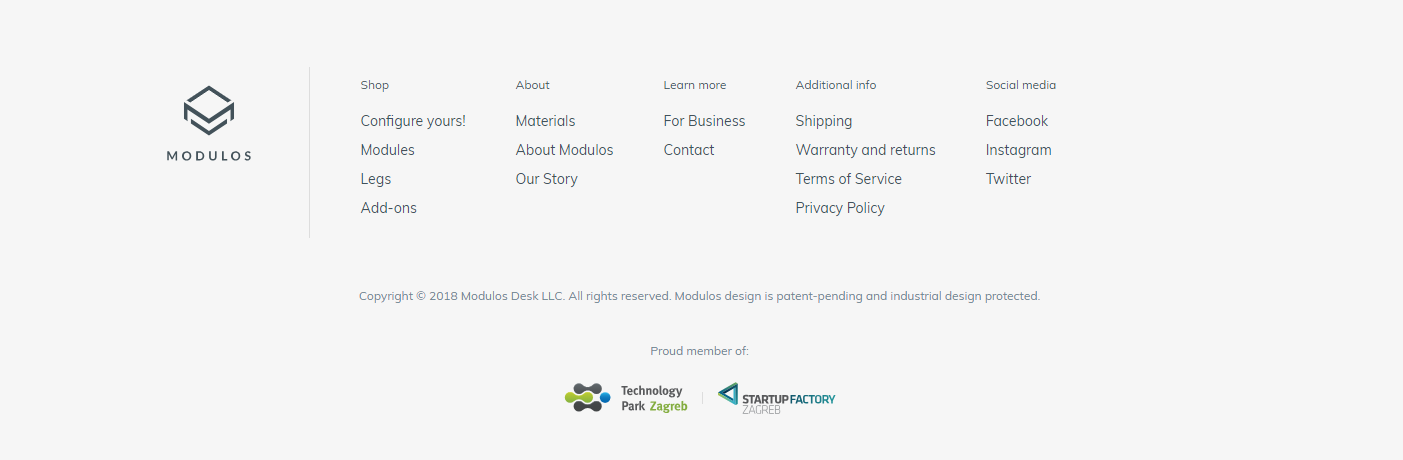 MODULOS
Shop
Configure yours!
Modules
Legs
Add-ons
About
Materials
About Modulos
Our Story
Learn more
For Business
Contact
Additional info
Shipping
Warranty and returns
Terms of Service
Privacy Policy
Social media
Facebook
Instagram
Twitter
Copyright © 2018 Modulos Desk LLC. All rights reserved. Modulos design is patent-pending and industrial design protected.
Proud member of:
Technology
Park Zagreb
STARTUP FACTORY
ZAGREB